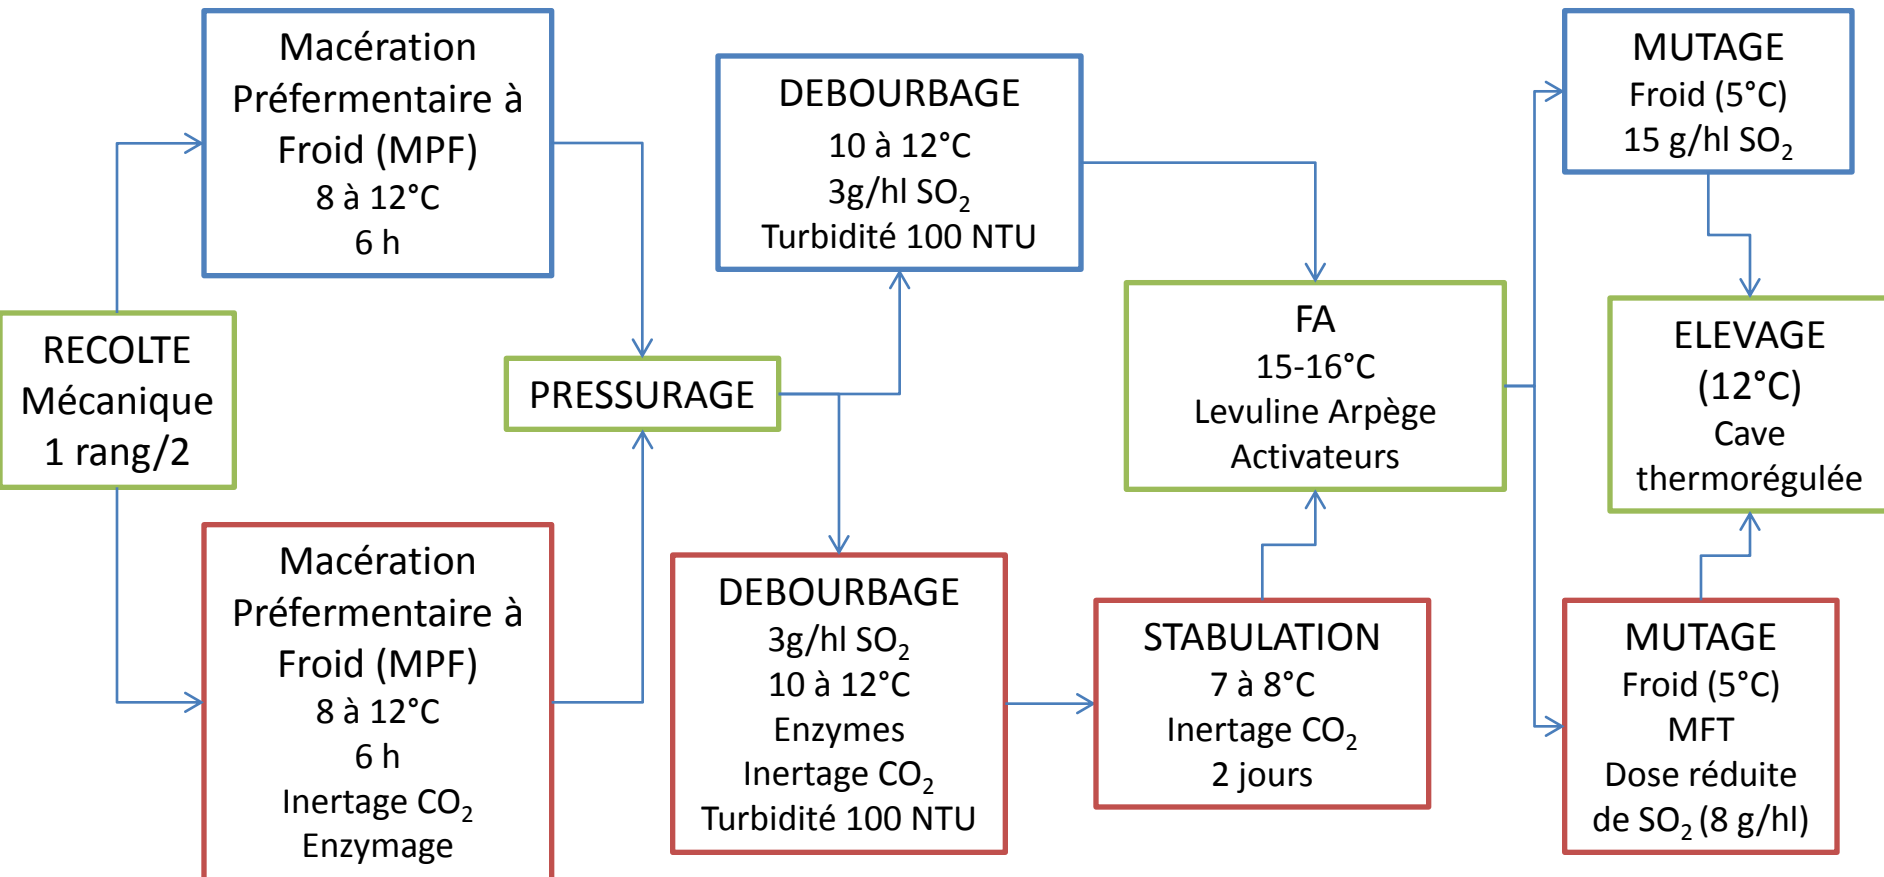 RECOLTE
Mécanique
1 rang/2
Macération
Préfermentaire à
Froid (MPF)
8 à 12°C
6 h
Macération
Préfermentaire à
Froid (MPF)
8 à 12°C
6 h
Inertage CO₂
Enzymage
PRESSURAGE
DEBOURBAGE
10 à 12°C
3g/hl SO₂
Turbidité 100 NTU
DEBOURBAGE
3g/hl SO₂
10 à 12°C
Enzymes
Inertage CO₂
Turbidité 100 NTU
STABULATION
7 à 8°C
Inertage CO₂
2 jours
FA
15-16°C
Levuline Arpège
Activateurs
MUTAGE
Froid (5°C)
15 g/hl SO₂
MUTAGE
Froid (5°C)
MFT
Dose réduite
de SO₂ (8 g/hl)
ELEVAGE
(12°C)
Cave
thermorégulée